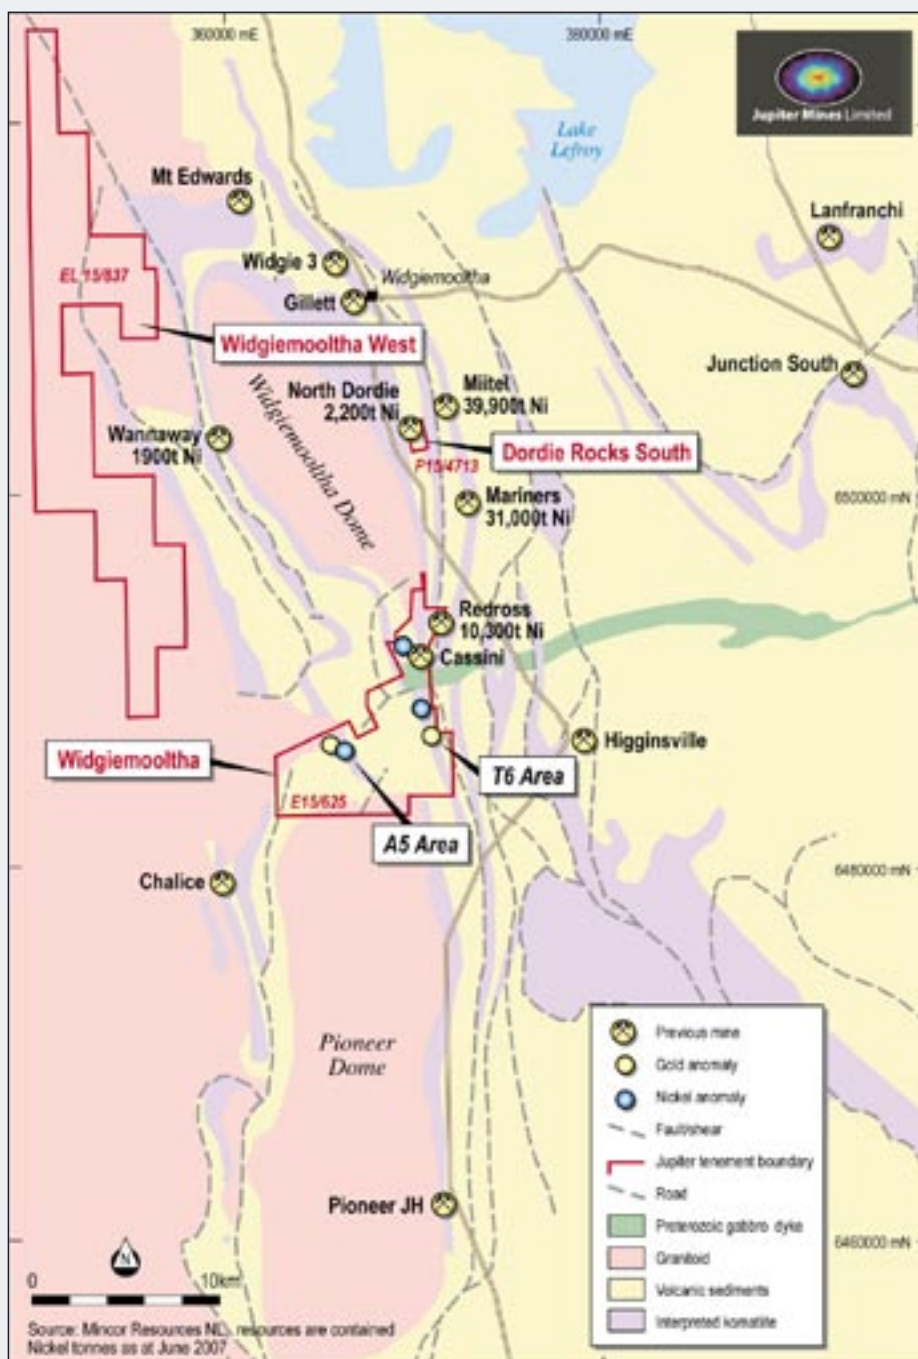 360000 mE
380000 mE
Jupiter Mines Limited
Lake
Lefroy
Mt Edwards
Lanfranchi
Widgie 3
Widgiemooltha
EL 15/837
Gillett
Widgiemooltha West
Junction South
Miitel
39,900t Ni
North Dordie
2,200t Ni
Widgiemooltha Dome
Wannaway
1900t Ni
Dordie Rocks South
P15/4713
Mariners
31,000t Ni
6500000 mN
Redross
10,300t Ni
Cassini
Higginsville
Widgiemooltha
T6 Area
E15/625
A5 Area
Chalice
6480000 mN
Pioneer
Dome
Previous mine
Gold anomaly
Nickel anomaly
Fault/shear
Jupiter tenement boundary
Road
Preterozoic gabbro dyke
Granitoid
Volcanic sediments
Interpreted komatiite
Pioneer JH
6460000 mN
N
0 10km
Source: Mincor Resources NL, resources are contained
Nickel tonnes as at June 2007